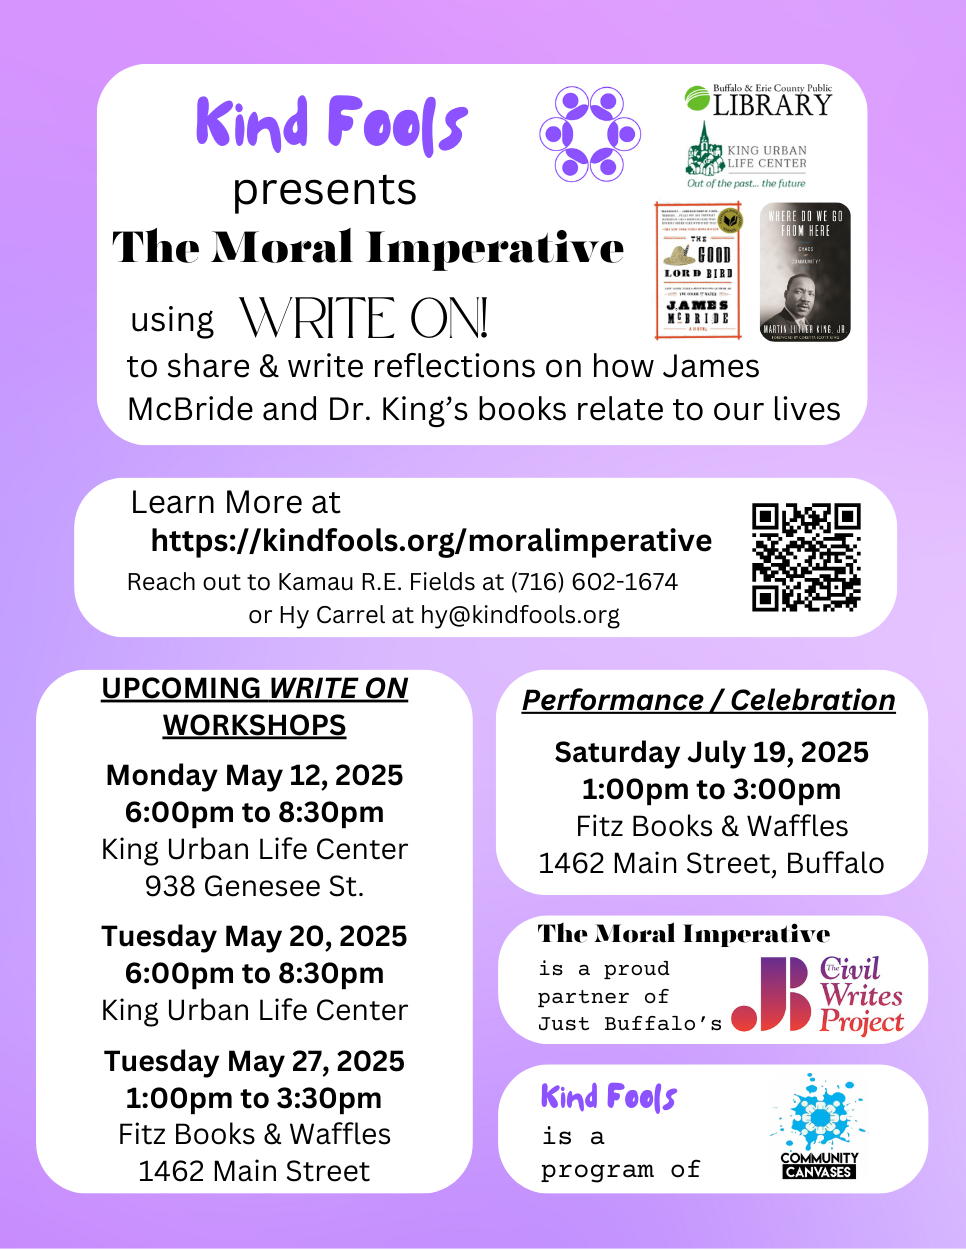 Kind Fools
presents
The Moral Imperative
using WRITE ON!
to share & write reflections on how James
McBride and Dr. King’s books relate to our lives
Buffalo & Erie County Public
LIBRARY
KING URBAN
LIFE CENTER
Out of the past... the future
THE
GOOD
LORD BIRD
JAMES
McBRIDE
A NOVEL
WHERE DO WE GO
FROM HERE
CHAOS
OR
COMMUNITY?
MARTIN LUTHER KING, JR.
FOREWORD BY CORETTA SCOTT KING
Learn More at
https://kindfools.org/moralimperative
Reach out to Kamau R.E. Fields at (716) 602-1674
or Hy Carrel at hy@kindfools.org
UPCOMING WRITE ON
WORKSHOPS
Monday May 12, 2025
6:00pm to 8:30pm
King Urban Life Center
938 Genesee St.
Tuesday May 20, 2025
6:00pm to 8:30pm
King Urban Life Center
Tuesday May 27, 2025
1:00pm to 3:30pm
Fitz Books & Waffles
1462 Main Street
Performance / Celebration
Saturday July 19, 2025
1:00pm to 3:00pm
Fitz Books & Waffles
1462 Main Street, Buffalo
The Moral Imperative
is a proud
partner of
Just Buffalo’s
JB
The Civil
Writes
Project
Kind Fools
is a
program of
COMMUNITY
CANVASES